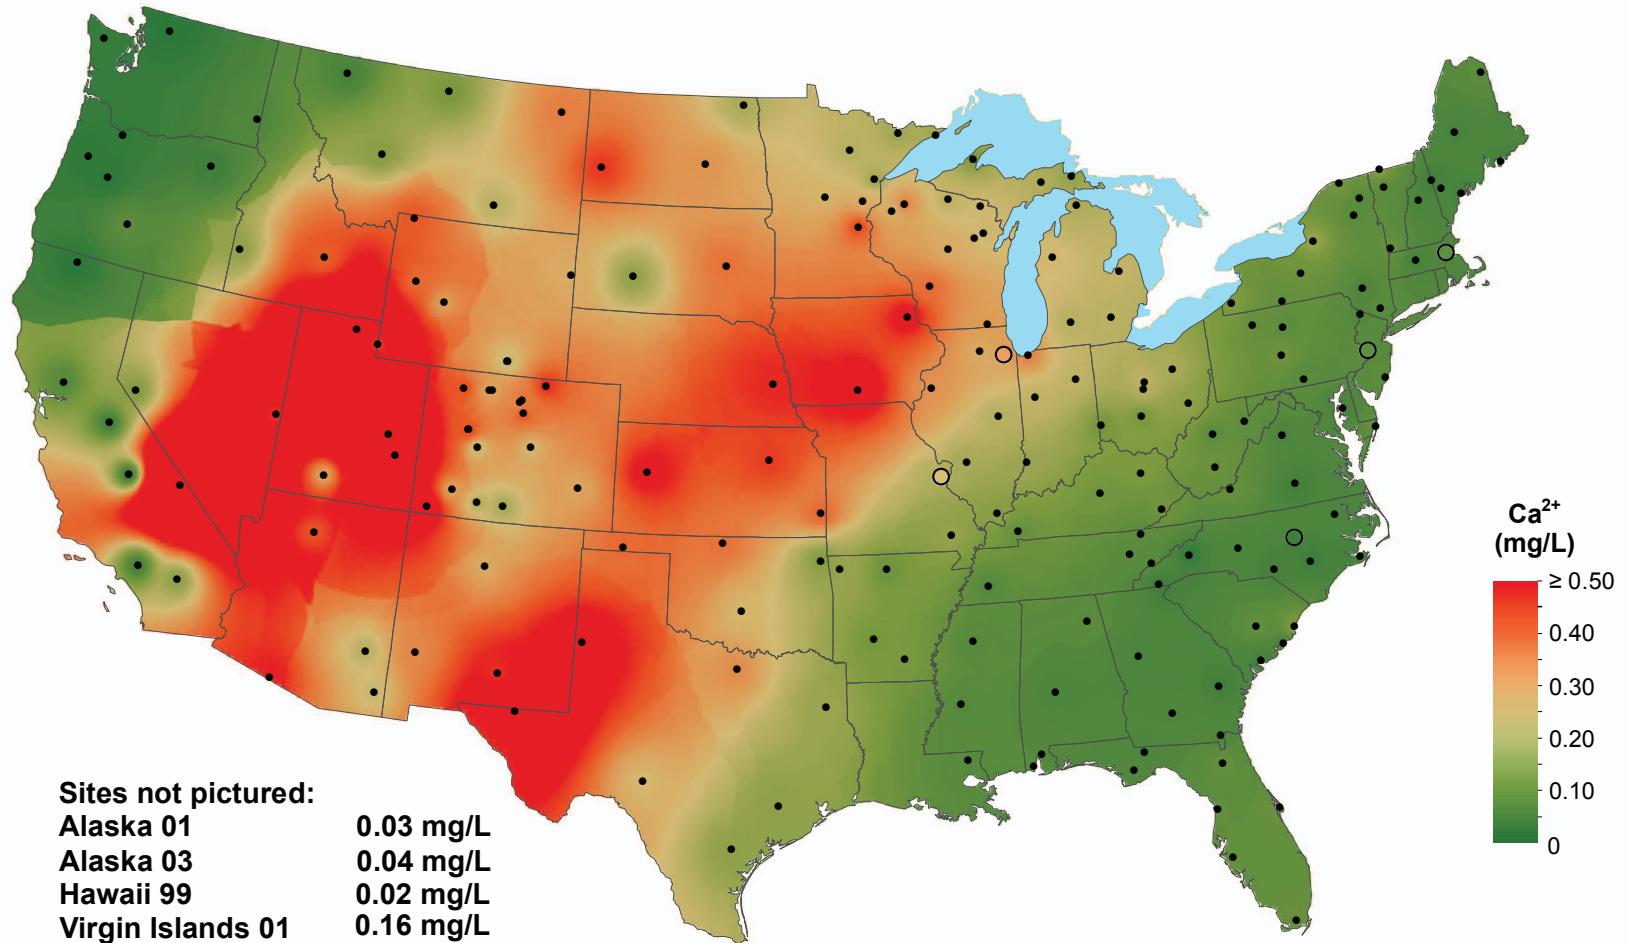 Ca²⁺
(mg/L)
≥ 0.50
0.40
0.30
0.20
0.10
0
Sites not pictured:
Alaska 01 0.03 mg/L
Alaska 03 0.04 mg/L
Hawaii 99 0.02 mg/L
Virgin Islands 01 0.16 mg/L